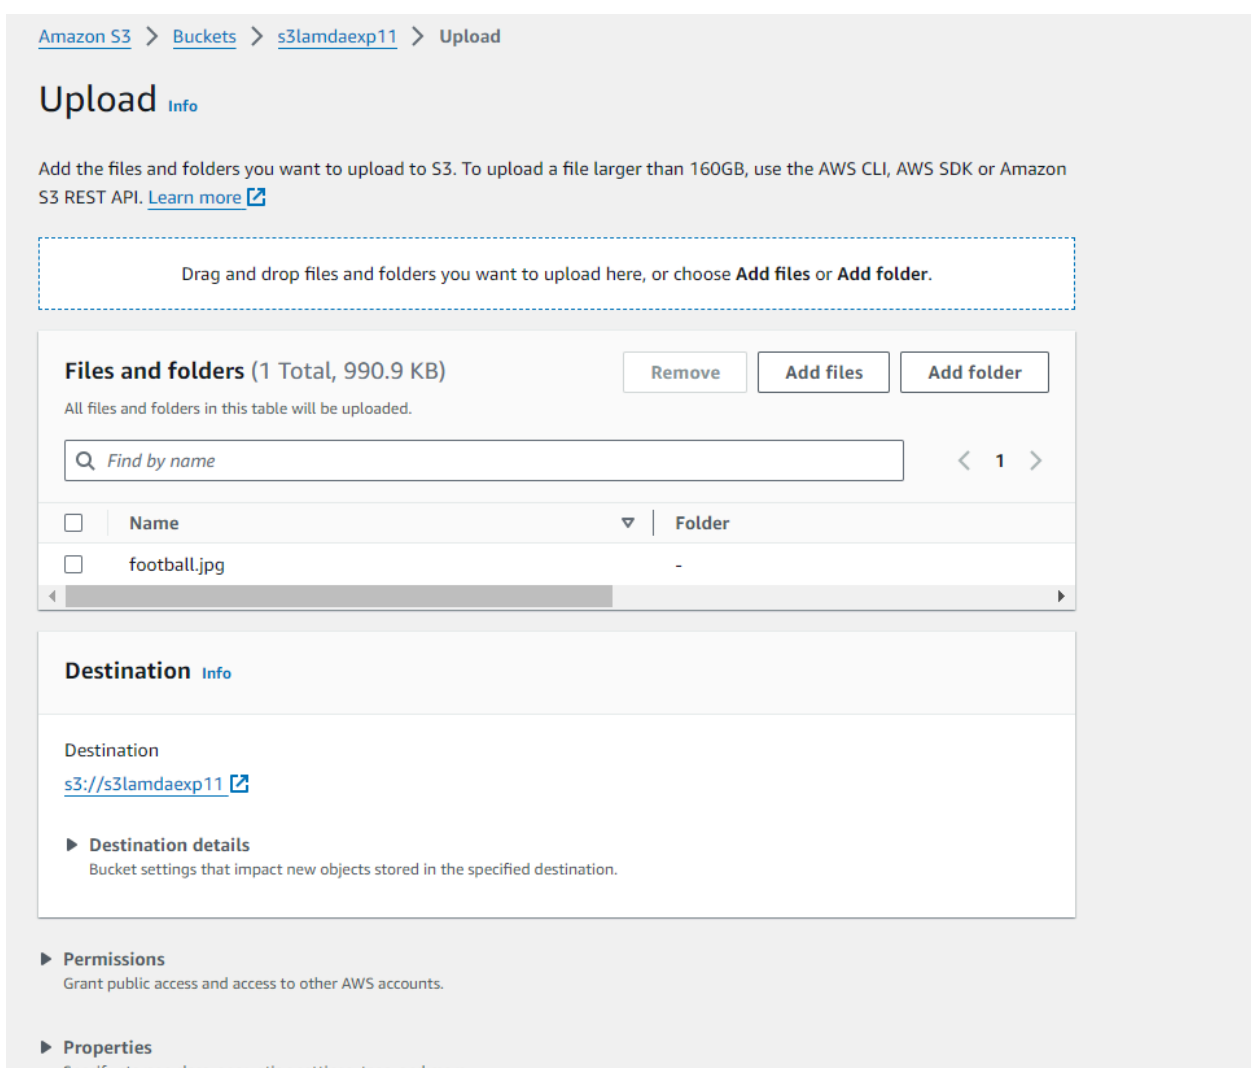 Amazon S3 > Buckets > s3lamdaexp11 > Upload
Upload Info
Add the files and folders you want to upload to S3. To upload a file larger than 160GB, use the AWS CLI, AWS SDK or Amazon
S3 REST API. Learn more
Drag and drop files and folders you want to upload here, or choose Add files or Add folder.
Files and folders (1 Total, 990.9 KB) Remove Add files Add folder
All files and folders in this table will be uploaded.
Find by name < 1 >
Name Folder
football.jpg -
Destination Info
Destination
s3://s3lamdaexp11
Destination details
Bucket settings that impact new objects stored in the specified destination.
Permissions
Grant public access and access to other AWS accounts.
Properties